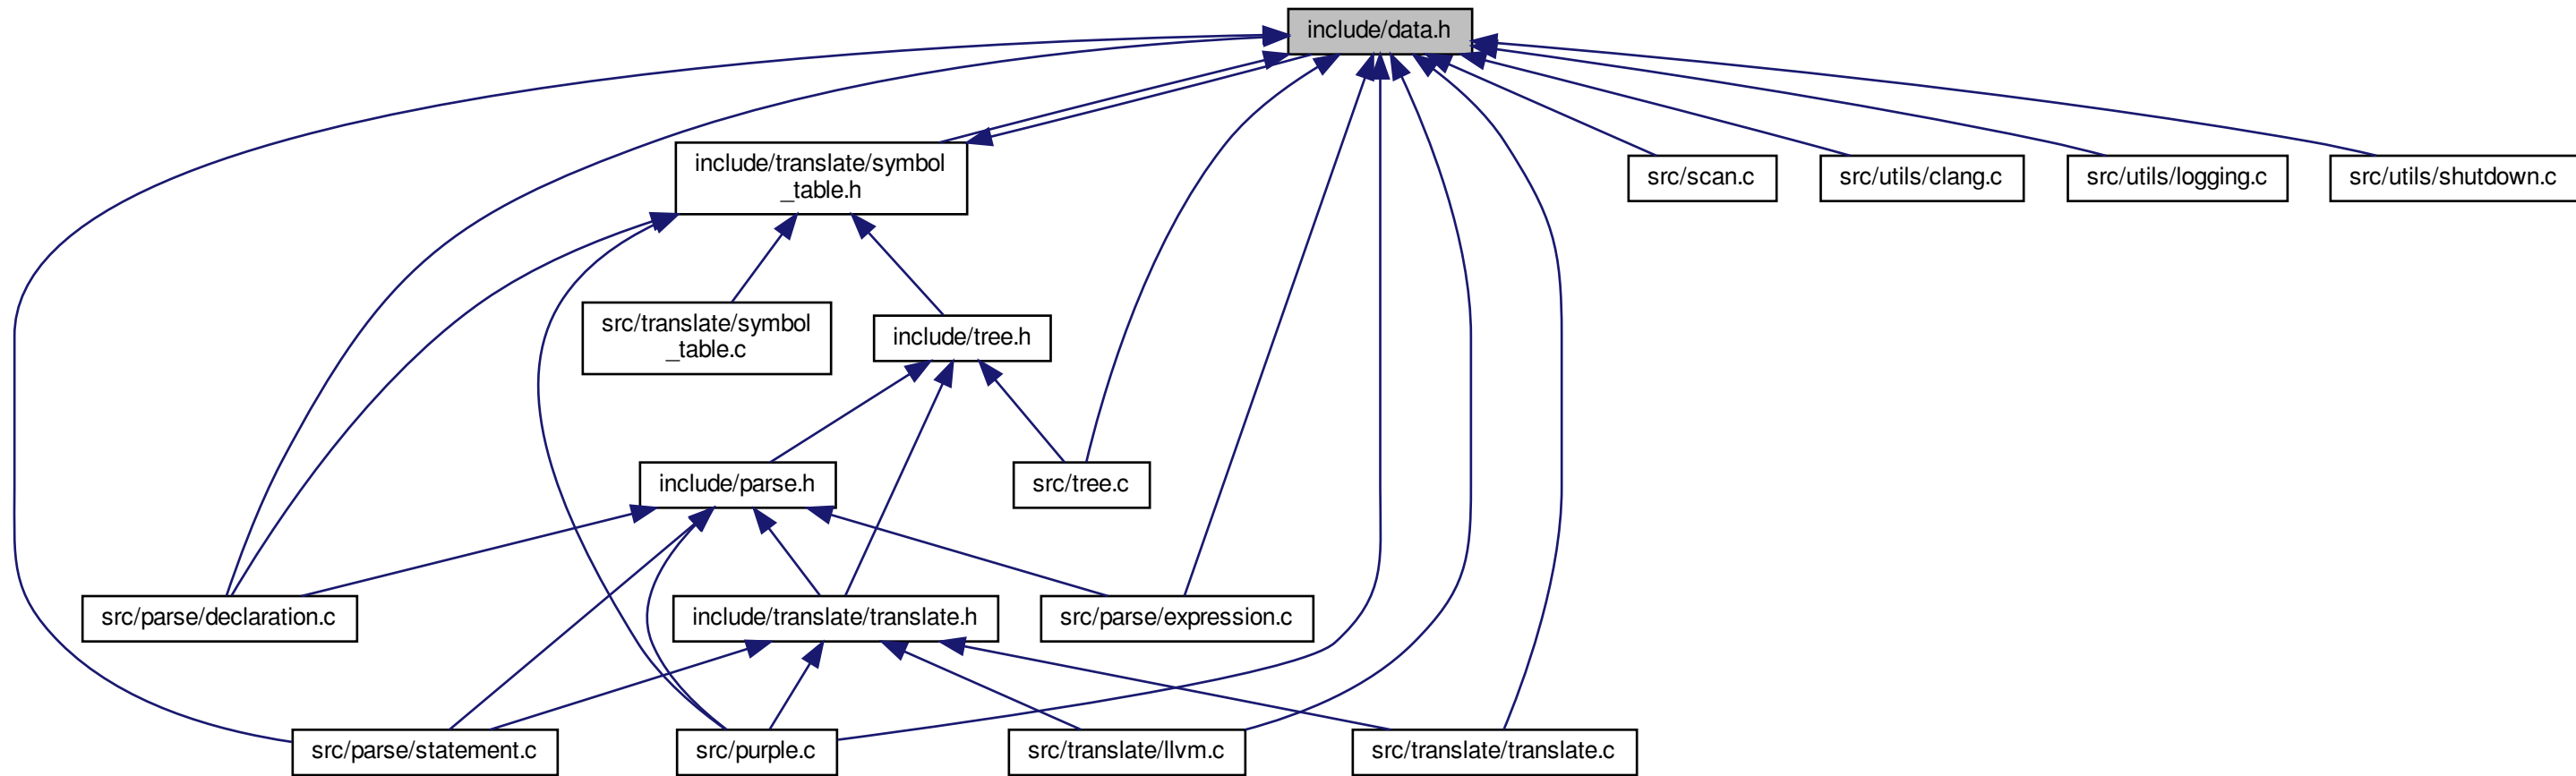 include/data.h
include/translate/symbol
_table.h
src/scan.c
src/utils/clang.c
src/utils/logging.c
src/utils/shutdown.c
src/translate/symbol
_table.c
include/tree.h
include/parse.h
src/tree.c
src/parse/declaration.c
include/translate/translate.h
src/parse/expression.c
src/parse/statement.c
src/purple.c
src/translate/llvm.c
src/translate/translate.c